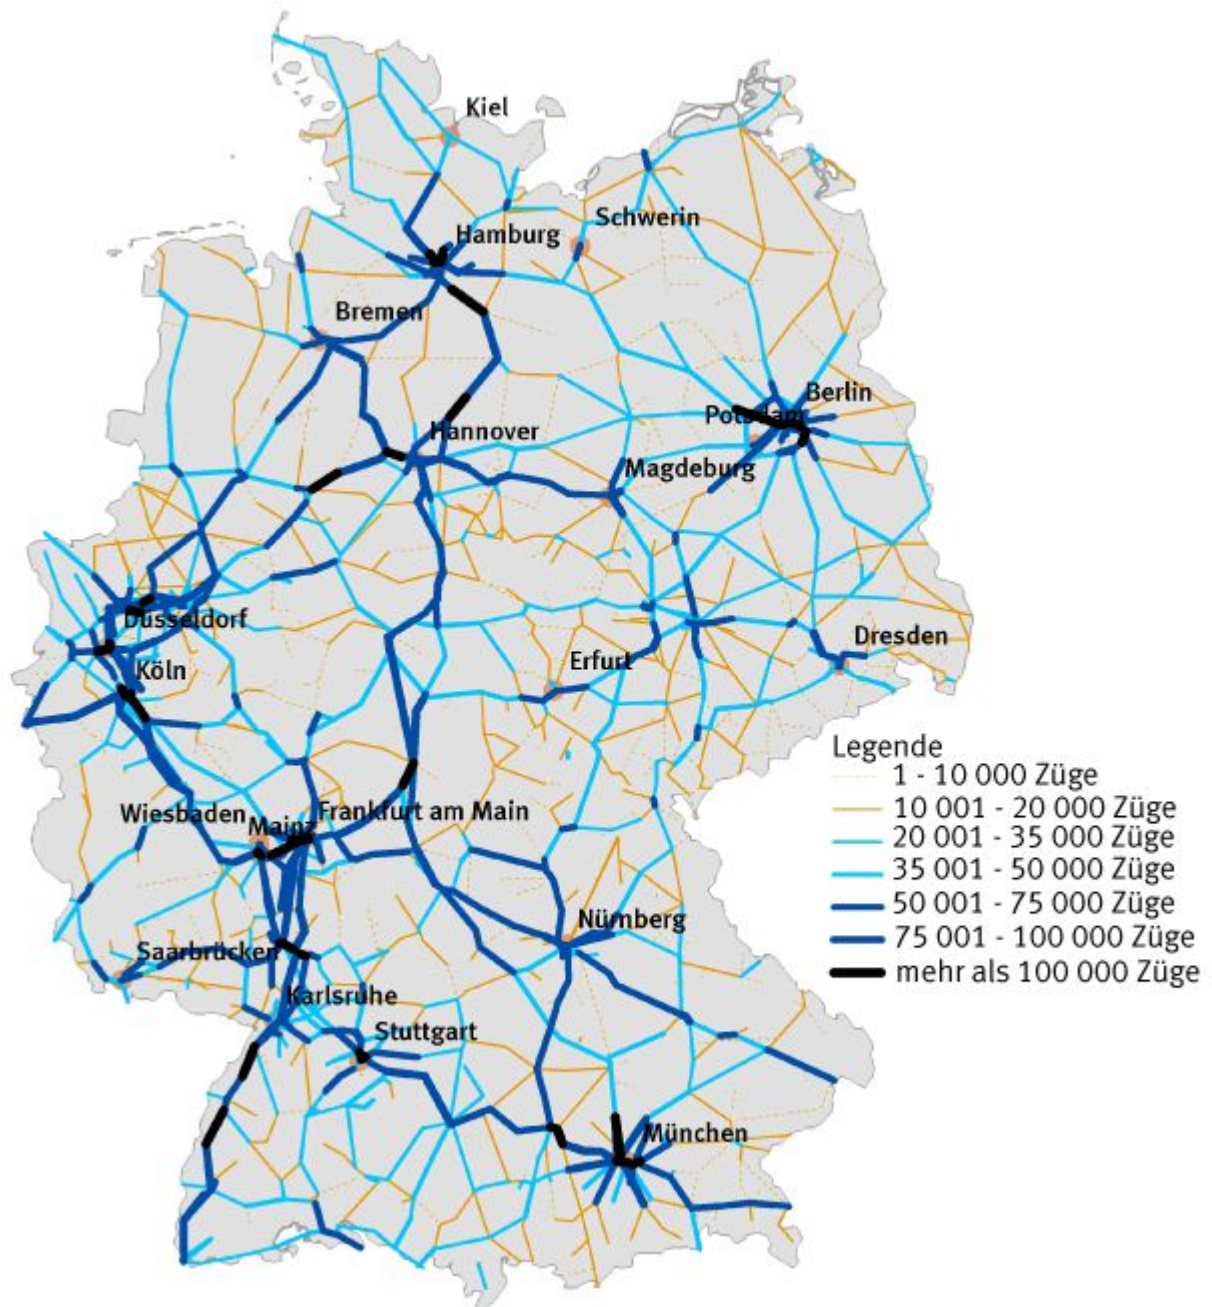 Kiel
Schwerin
Hamburg
Bremen
Berlin
Potsdam
Hannover
Magdeburg
Düsseldorf
Dresden
Erfurt
Köln
Wiesbaden
Mainz
Frankfurt am Main
Nürnberg
Saarbrücken
Karlsruhe
Stuttgart
München
Legende
1 - 10 000 Züge
10 001 - 20 000 Züge
20 001 - 35 000 Züge
35 001 - 50 000 Züge
50 001 - 75 000 Züge
75 001 - 100 000 Züge
mehr als 100 000 Züge